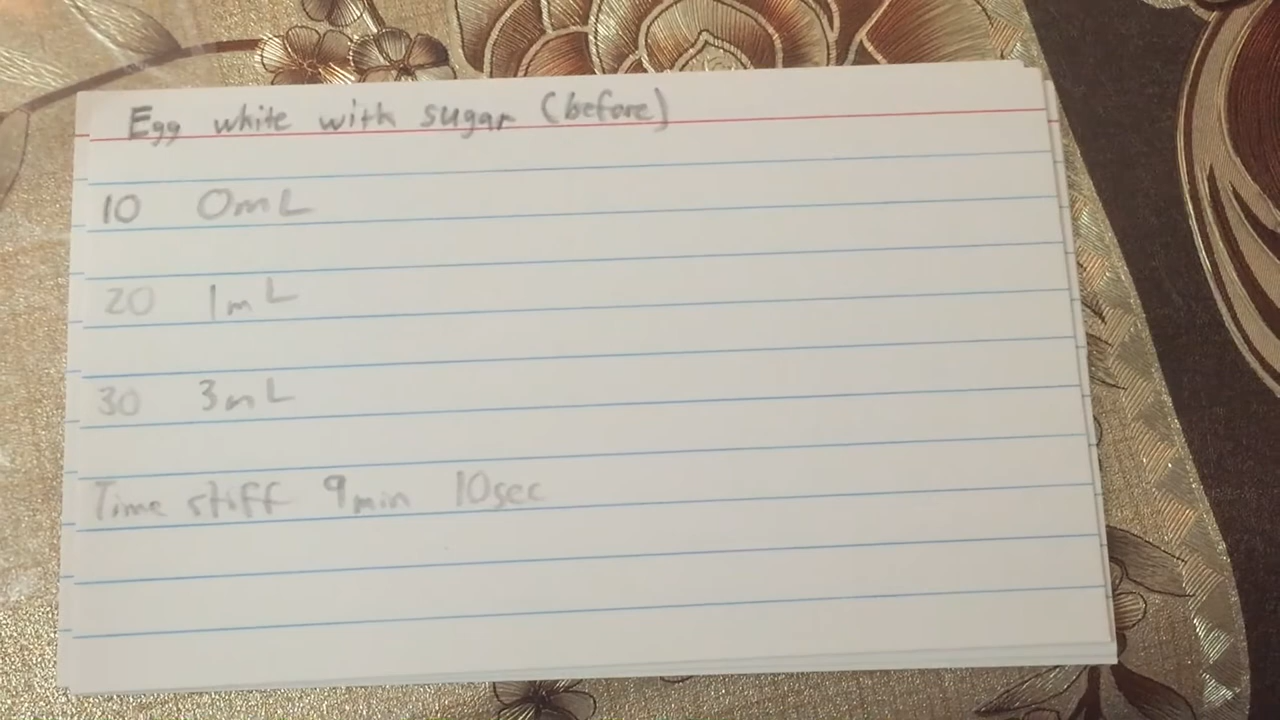 Egg white with sugar (before)
10 0mL
20 1mL
30 3mL
Time stiff 9min 10sec